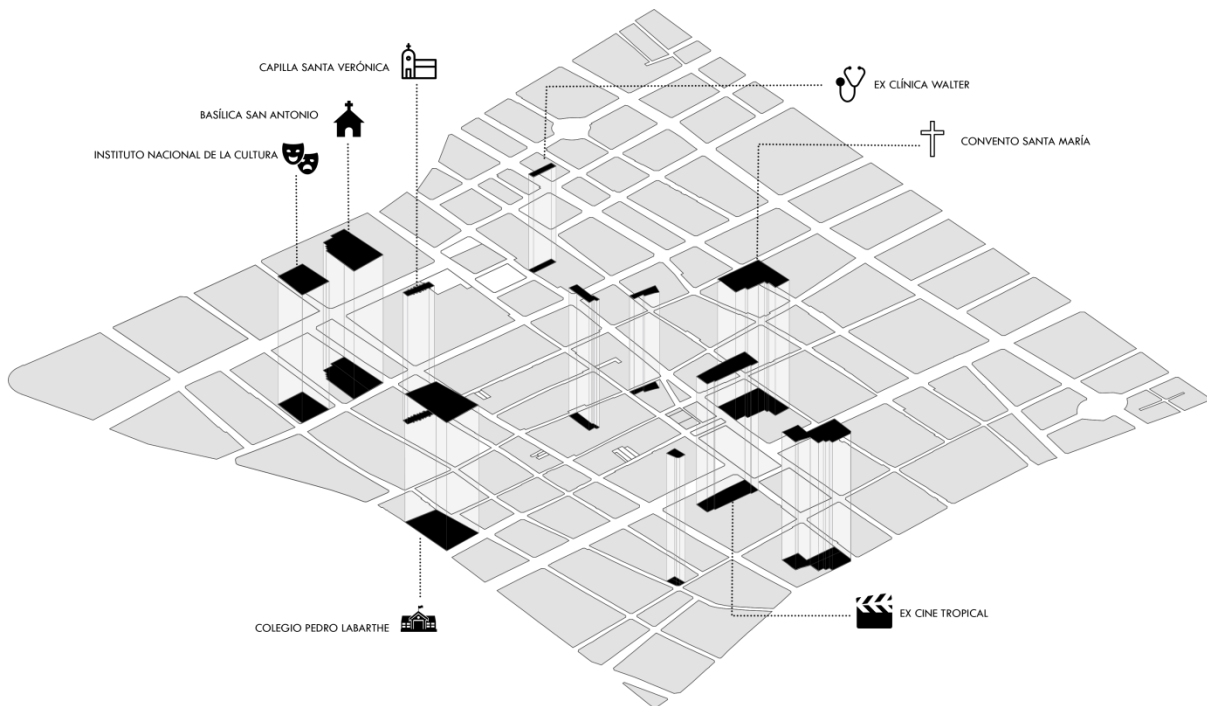 CAPILLA SANTA VERÓNICA
EX CLÍNICA WALTER
BASÍLICA SAN ANTONIO
CONVENTO SANTA MARÍA
INSTITUTO NACIONAL DE LA CULTURA
EX CINE TROPICAL
COLEGIO PEDRO LABARTHE